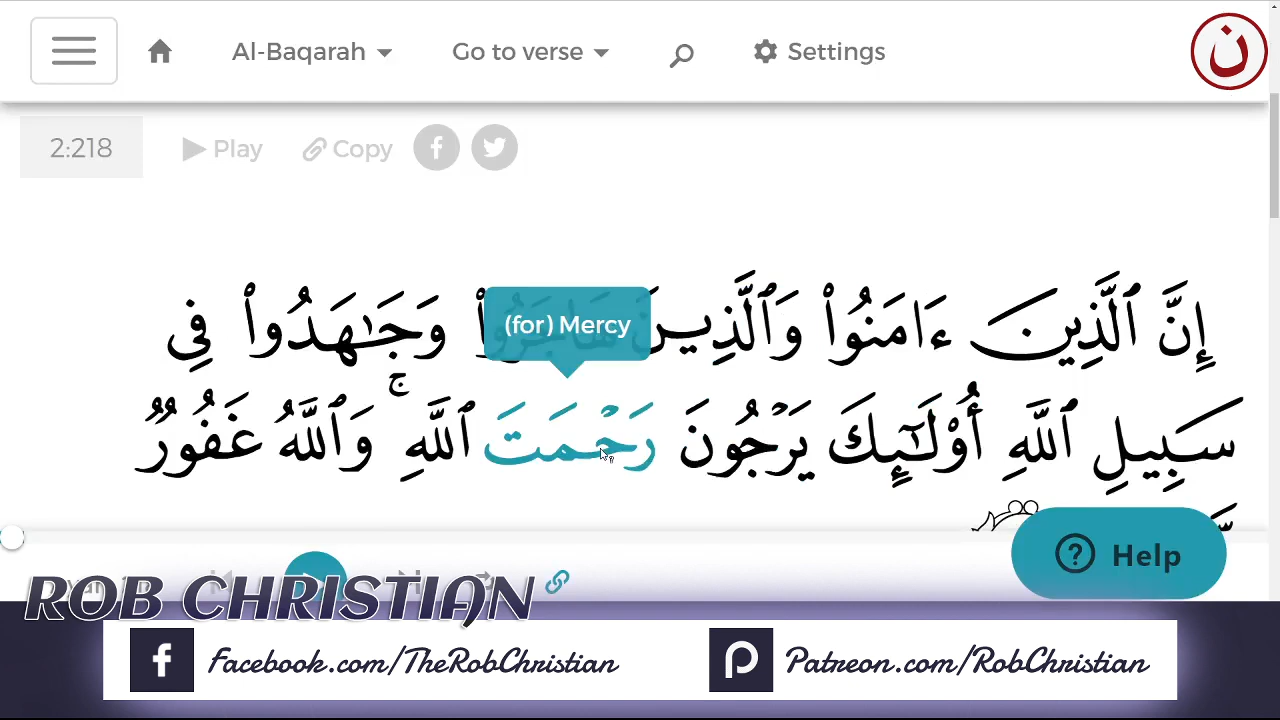 Al-Baqarah Go to verse Settings ن
2:218 Play Copy
إِنَّ ٱلَّذِينَ ءَامَنُوا۟ وَٱلَّذِينَ وَجَـٰهَدُوا۟ فِى
(for) Mercy
سَبِيلِ ٱللَّهِ أُو۟لَـٰٓئِكَ يَرْجُونَ رَحْمَتَ ٱللَّهِ ۚ وَٱللَّهُ غَفُورٌ
Help
ROB CHRISTIAN
Facebook.com/TheRobChristian Patreon.com/RobChristian